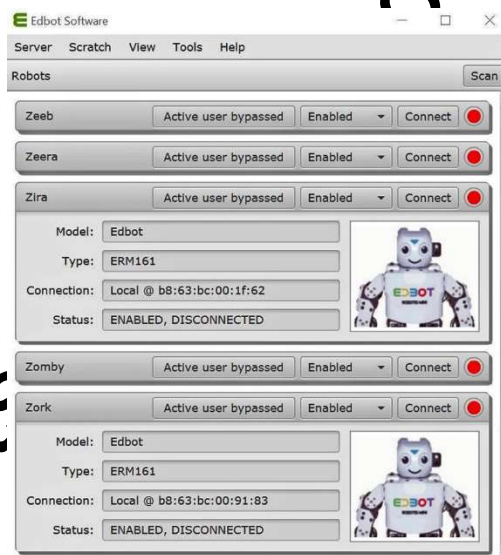 Edbot Software
Server Scratch View Tools Help
Robots Scan
Zeeb Active user bypassed Enabled Connect
Zeera Active user bypassed Enabled Connect
Zira Active user bypassed Enabled Connect
Model: Edbot
Type: ERM161
Connection: Local @ b8:63:bc:00:1f:62
Status: ENABLED, DISCONNECTED
EDBOT
Zomby Active user bypassed Enabled Connect
Zork Active user bypassed Enabled Connect
Model: Edbot
Type: ERM161
Connection: Local @ b8:63:bc:00:91:83
Status: ENABLED, DISCONNECTED
EDBOT